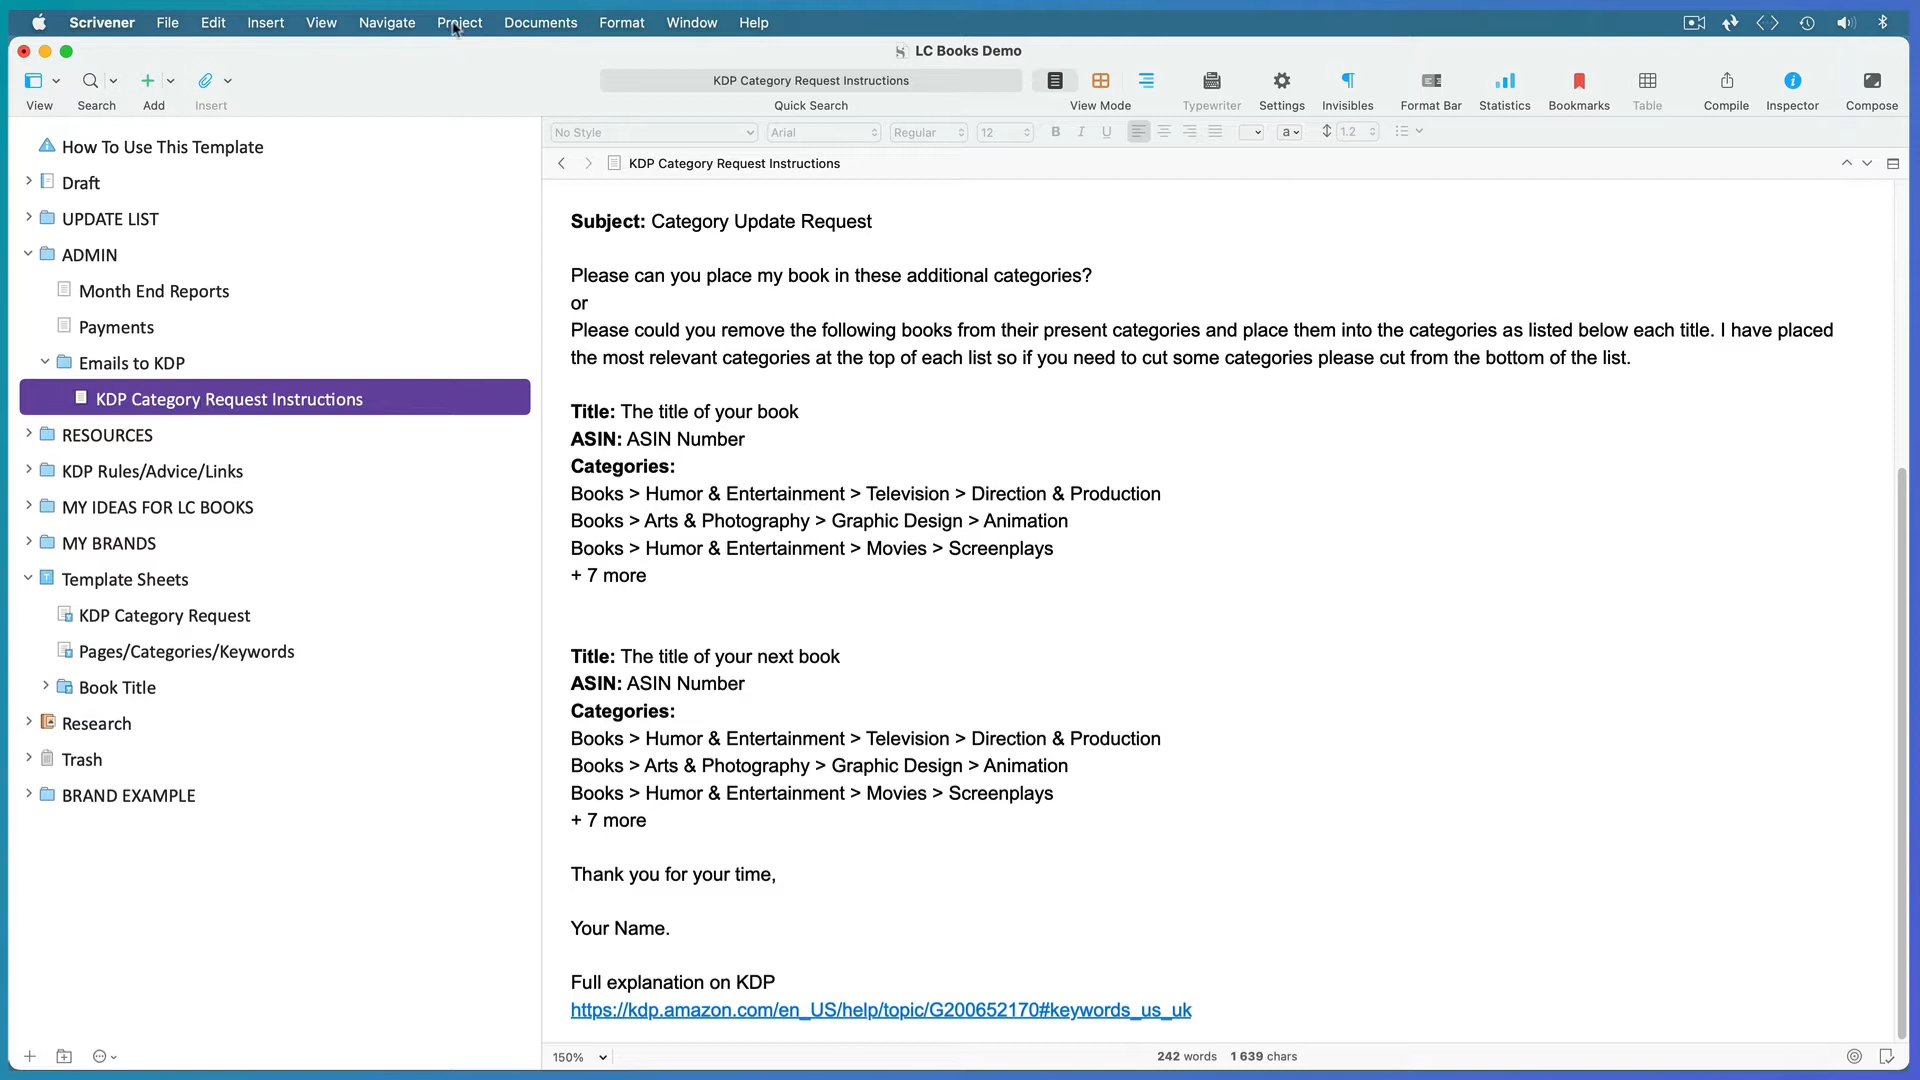 Scrivener File Edit Insert View Navigate Project Documents Format Window Help
LC Books Demo
KDP Category Request Instructions
View Search Add Insert Quick Search View Mode Typewriter Settings Invisibles Format Bar Statistics Bookmarks Table Compile Inspector Compose
No Style Arial Regular 12 B I U a 1.2
KDP Category Request Instructions
How To Use This Template
Draft
UPDATE LIST
ADMIN
Month End Reports
Payments
Emails to KDP
KDP Category Request Instructions
RESOURCES
KDP Rules/Advice/Links
MY IDEAS FOR LC BOOKS
MY BRANDS
Template Sheets
KDP Category Request
Pages/Categories/Keywords
Book Title
Research
Trash
BRAND EXAMPLE
Subject: Category Update Request
Please can you place my book in these additional categories?
or
Please could you remove the following books from their present categories and place them into the categories as listed below each title. I have placed
the most relevant categories at the top of each list so if you need to cut some categories please cut from the bottom of the list.
Title: The title of your book
ASIN: ASIN Number
Categories:
Books > Humor & Entertainment > Television > Direction & Production
Books > Arts & Photography > Graphic Design > Animation
Books > Humor & Entertainment > Movies > Screenplays
+ 7 more
Title: The title of your next book
ASIN: ASIN Number
Categories:
Books > Humor & Entertainment > Television > Direction & Production
Books > Arts & Photography > Graphic Design > Animation
Books > Humor & Entertainment > Movies > Screenplays
+ 7 more
Thank you for your time,
Your Name.
Full explanation on KDP
https://kdp.amazon.com/en_US/help/topic/G200652170#keywords_us_uk
150% 242 words 1 639 chars